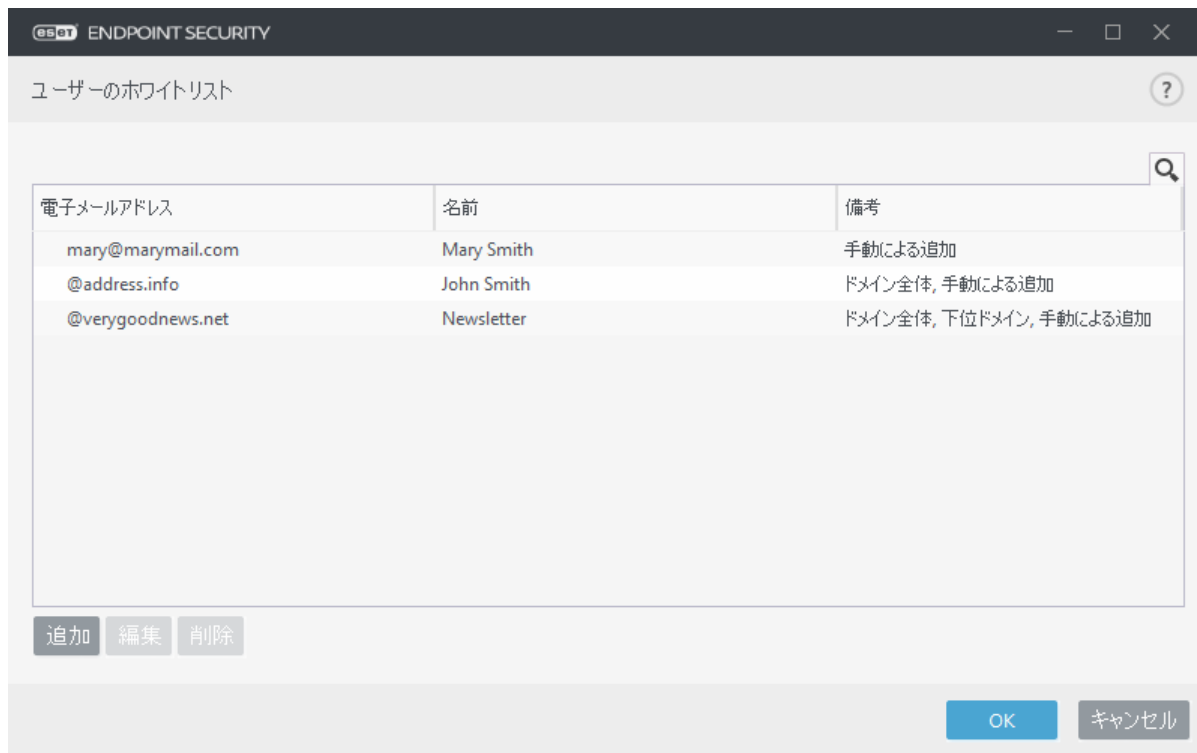 eset ENDPOINT SECURITY
ユーザーのホワイトリスト
?
電子メールアドレス 名前 備考
mary@marymail.com Mary Smith 手動による追加
@address.info John Smith ドメイン全体, 手動による追加
@verygoodnews.net Newsletter ドメイン全体, 下位ドメイン, 手動による追加
追加 編集 削除
OK キャンセル